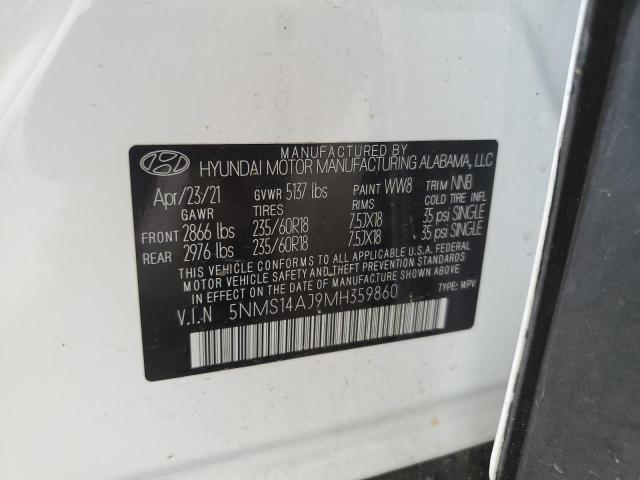 MANUFACTURED BY
HYUNDAI MOTOR MANUFACTURING ALABAMA, LLC
Apr/23/21 GVWR 5137 lbs PAINT WW8 TRIM NNB
GAWR TIRES RIMS COLD TIRE INFL
FRONT 2866 lbs 235/60R18 7.5JX18 35 psi SINGLE
REAR 2976 lbs 235/60R18 7.5JX18 35 psi SINGLE
THIS VEHICLE CONFORMS TO ALL APPLICABLE U.S.A. FEDERAL
MOTOR VEHICLE SAFETY, BUMPER, AND THEFT PREVENTION STANDARDS
IN EFFECT ON THE DATE OF MANUFACTURE SHOWN ABOVE.
V.I.N 5NMS14AJ9MH359860 TYPE: MPV